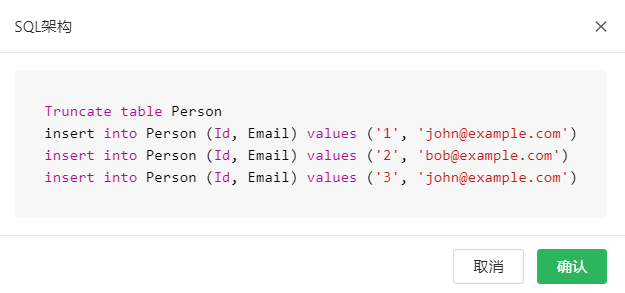 SQL架构
Truncate table Person
insert into Person (Id, Email) values ('1', 'john@example.com')
insert into Person (Id, Email) values ('2', 'bob@example.com')
insert into Person (Id, Email) values ('3', 'john@example.com')
取消
确认